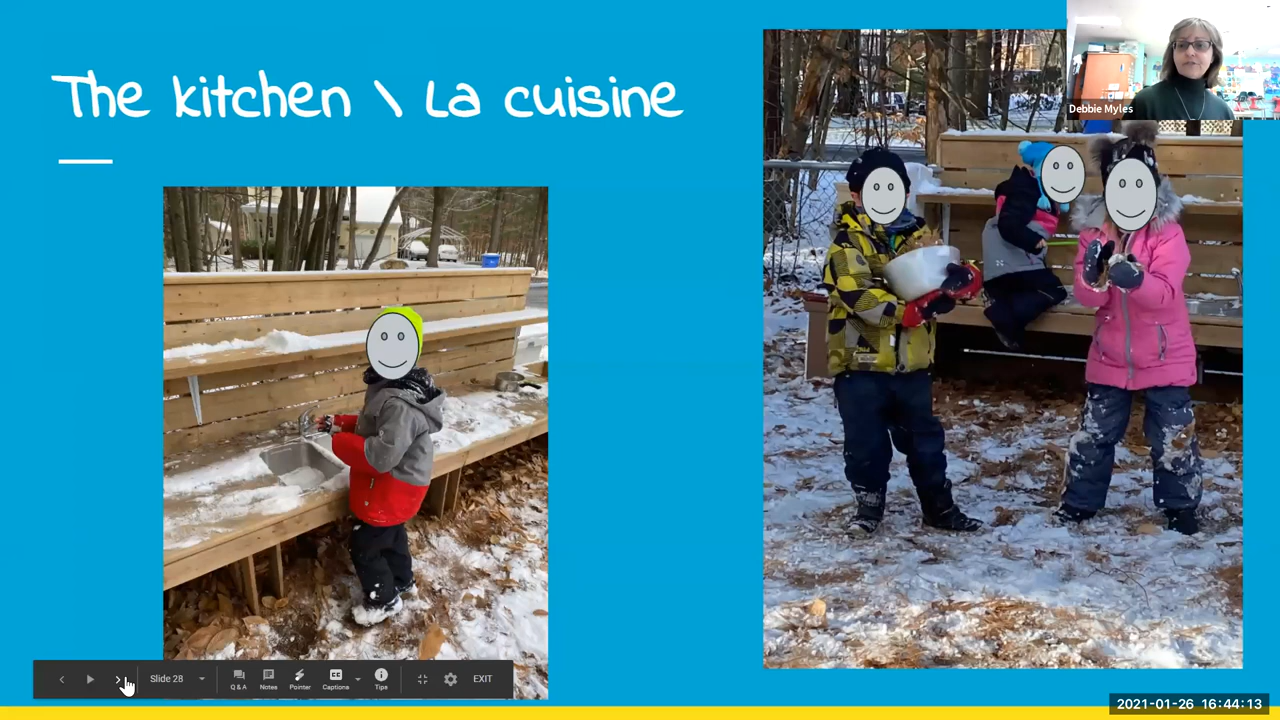 The kitchen \ La cuisine
Debbie Myles
Slide 28
Q & A
Notes
Pointer
Captions
Tips
EXIT
2021-01-26 16:44:13